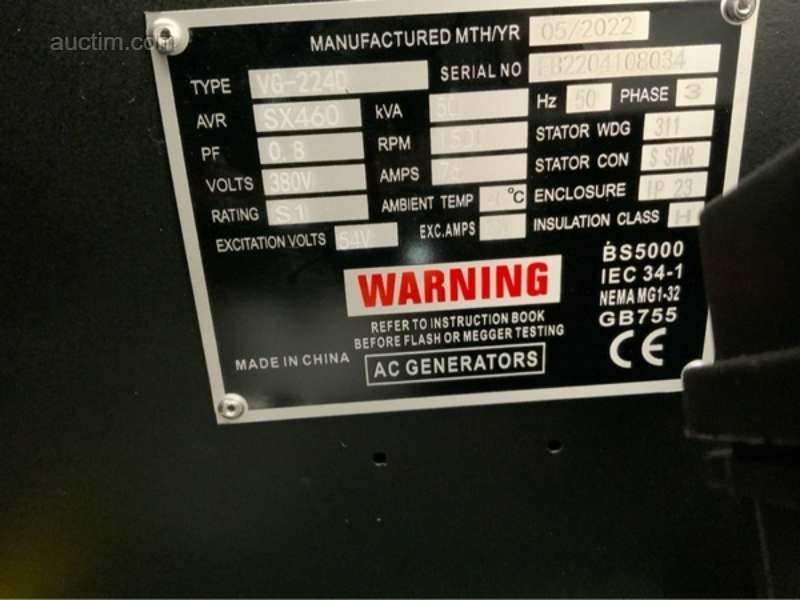 auctim.com
MANUFACTURED MTH/YR 05/2022
TYPE VG-224D SERIAL NO
AVR SX460 kVA 50 Hz 50 PHASE 3
PF 0.8 RPM 1500 STATOR WDG 311
VOLTS 380V AMPS STATOR CON S STAR
RATING S1 AMBIENT TEMP °C ENCLOSURE IP 23
EXCITATION VOLTS 54V EXC.AMPS INSULATION CLASS H
WARNING
REFER TO INSTRUCTION BOOK
BEFORE FLASH OR MEGGER TESTING
BS5000
IEC 34-1
NEMA MG1-32
GB755
CE
MADE IN CHINA AC GENERATORS